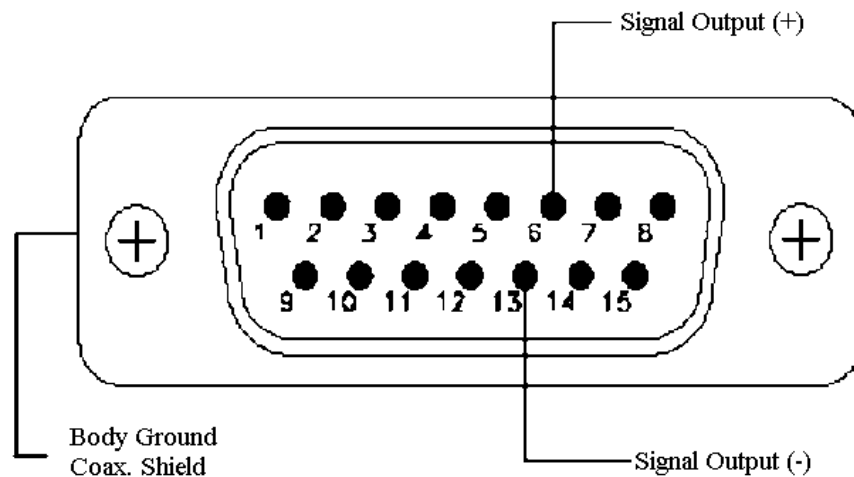 Signal Output (+)
1 2 3 4 5 6 7 8
9 10 11 12 13 14 15
Body Ground
Coax. Shield
Signal Output (-)